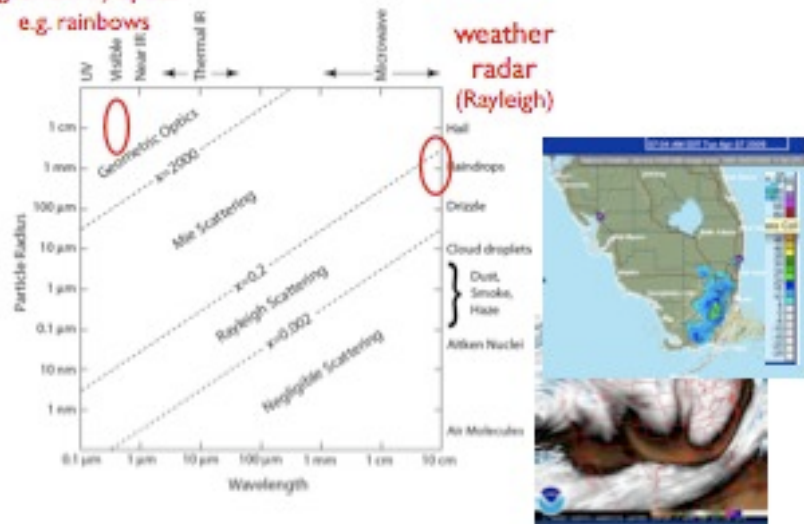 e.g. rainbows
weather
radar
(Rayleigh)
UV
Visible
Near IR
Thermal IR
Microwave
Particle Radius
1 cm
1 mm
100 µm
10 µm
1 µm
0.1 µm
10 nm
1 nm
Geometric Optics
x=2000
Mie Scattering
x=0.2
Rayleigh Scattering
x=0.002
Negligible Scattering
Hail
Raindrops
Drizzle
Cloud droplets
Dust,
Smoke,
Haze
Aitken Nuclei
Air Molecules
0.1 µm
1 µm
10 µm
100 µm
1 mm
1 cm
10 cm
Wavelength